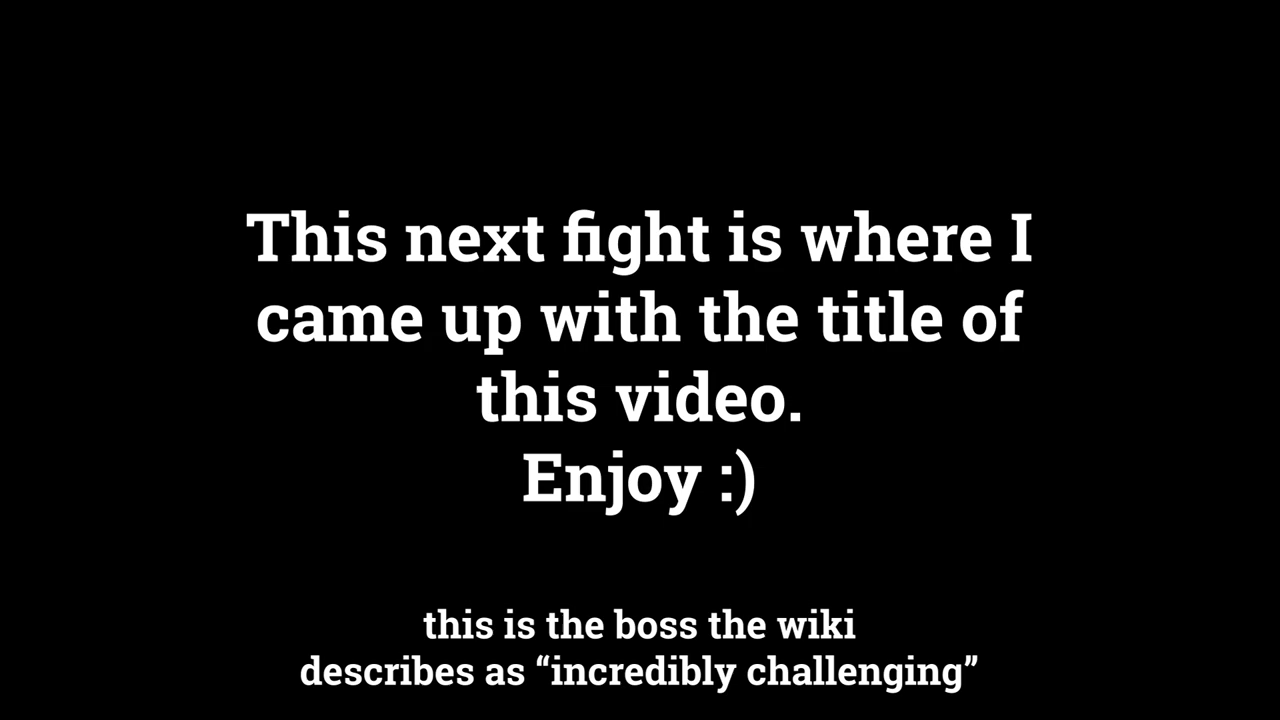 This next fight is where I
came up with the title of
this video.
Enjoy :)
this is the boss the wiki
describes as “incredibly challenging”